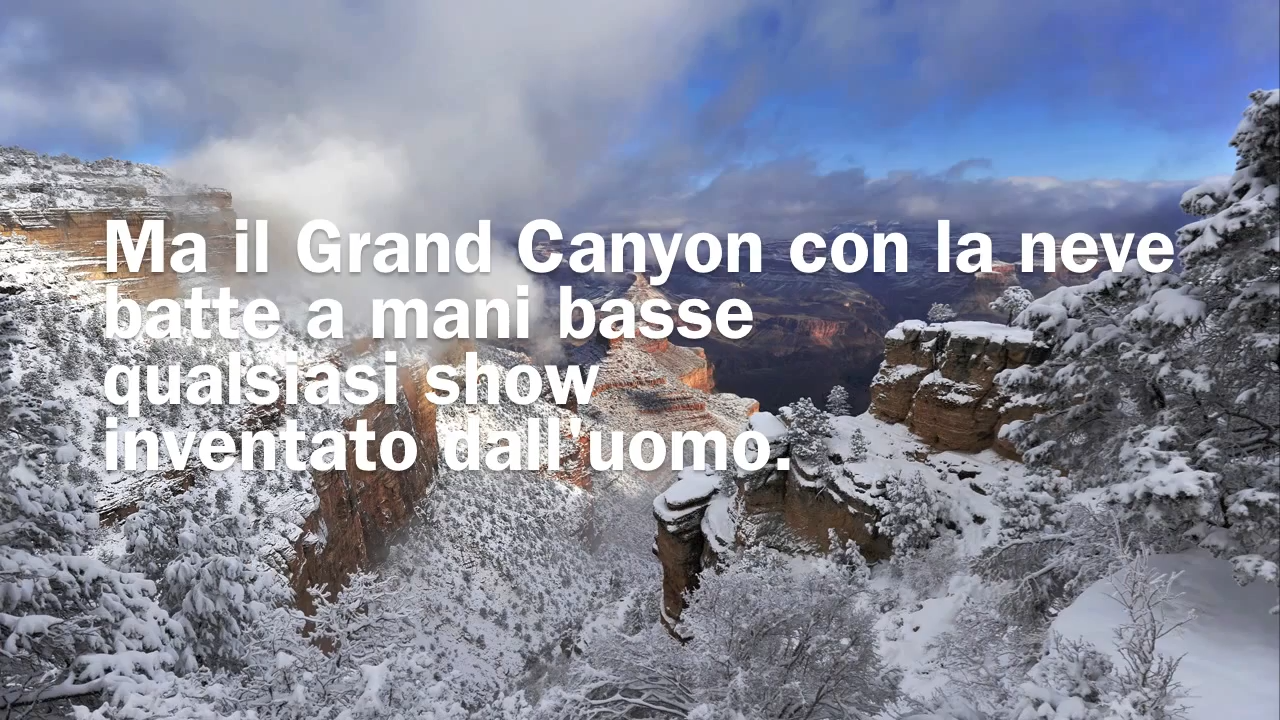 Ma il Grand Canyon con la neve
batte a mani basse
qualsiasi show
inventato dall'uomo.